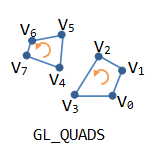 V₆ V₅
V₇ V₄
V₂
V₁
V₃ V₀
GL_QUADS